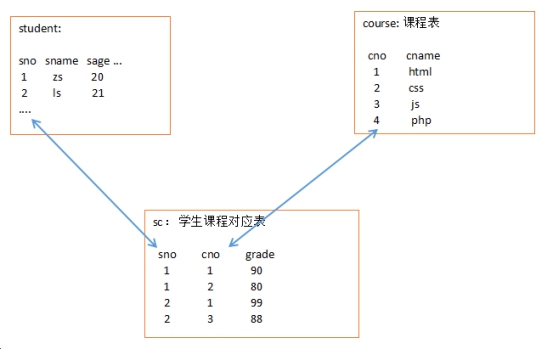 student:
sno sname sage ...
1 zs 20
2 ls 21
....
course: 课程表
cno cname
1 html
2 css
3 js
4 php
sc： 学生课程对应表
sno cno grade
1 1 90
1 2 80
2 1 99
2 3 88